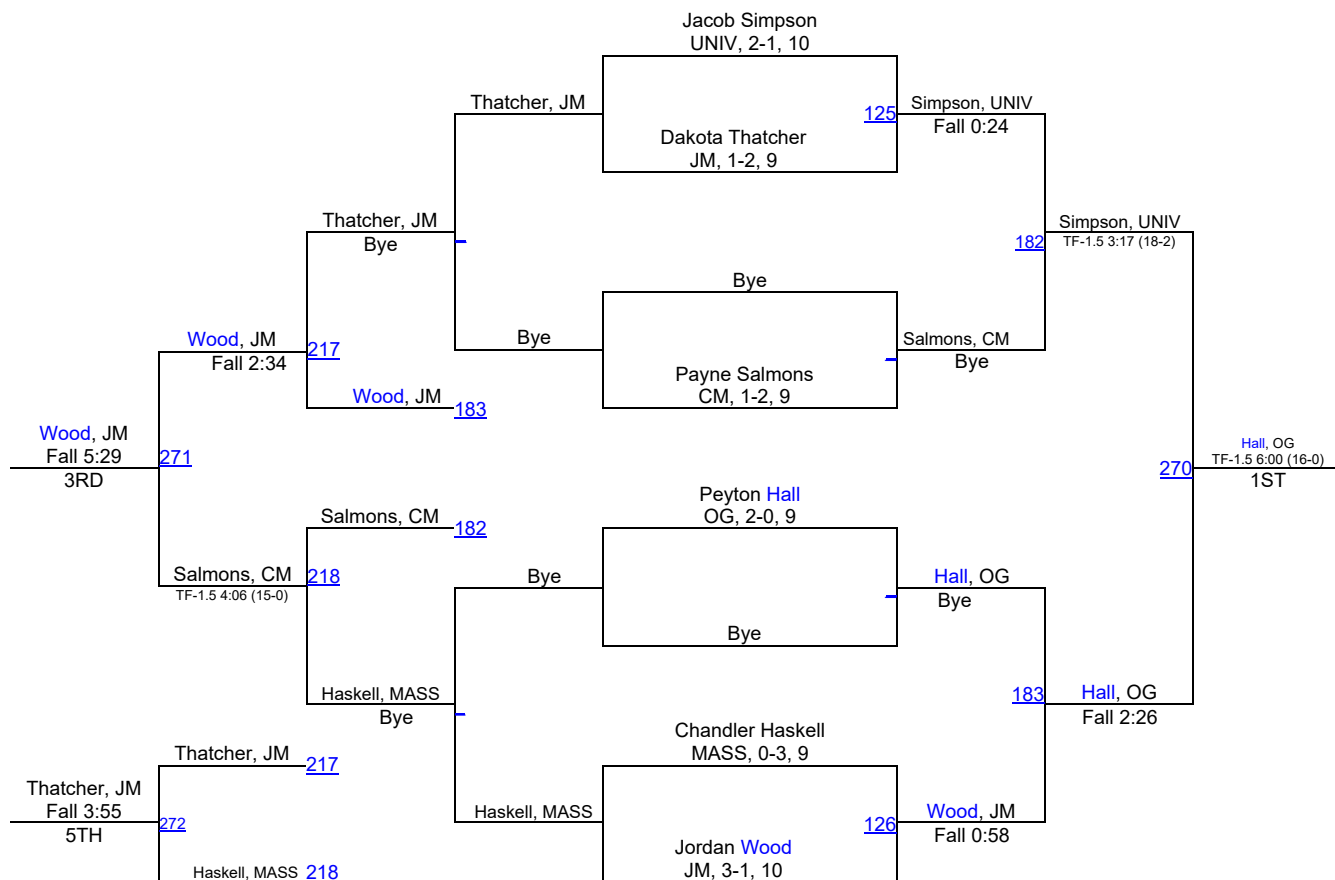 Jacob Simpson
UNIV, 2-1, 10
Thatcher, JM
125
Simpson, UNIV
Fall 0:24
Dakota Thatcher
JM, 1-2, 9
Thatcher, JM
Bye
182
Simpson, UNIV
TF-1.5 3:17 (18-2)
Bye
Bye
Salmons, CM
Bye
Wood, JM
Fall 2:34
217
Payne Salmons
CM, 1-2, 9
Wood, JM
183
Wood, JM
Fall 5:29
3RD
271
270
Hall, OG
TF-1.5 6:00 (16-0)
1ST
Peyton Hall
OG, 2-0, 9
Salmons, CM
182
Salmons, CM
TF-1.5 4:06 (15-0)
218
Bye
Hall, OG
Bye
Bye
Haskell, MASS
Bye
183
Hall, OG
Fall 2:26
Chandler Haskell
MASS, 0-3, 9
Thatcher, JM
217
Thatcher, JM
Fall 3:55
5TH
272
Haskell, MASS
126
Wood, JM
Fall 0:58
Jordan Wood
JM, 3-1, 10
Haskell, MASS
218